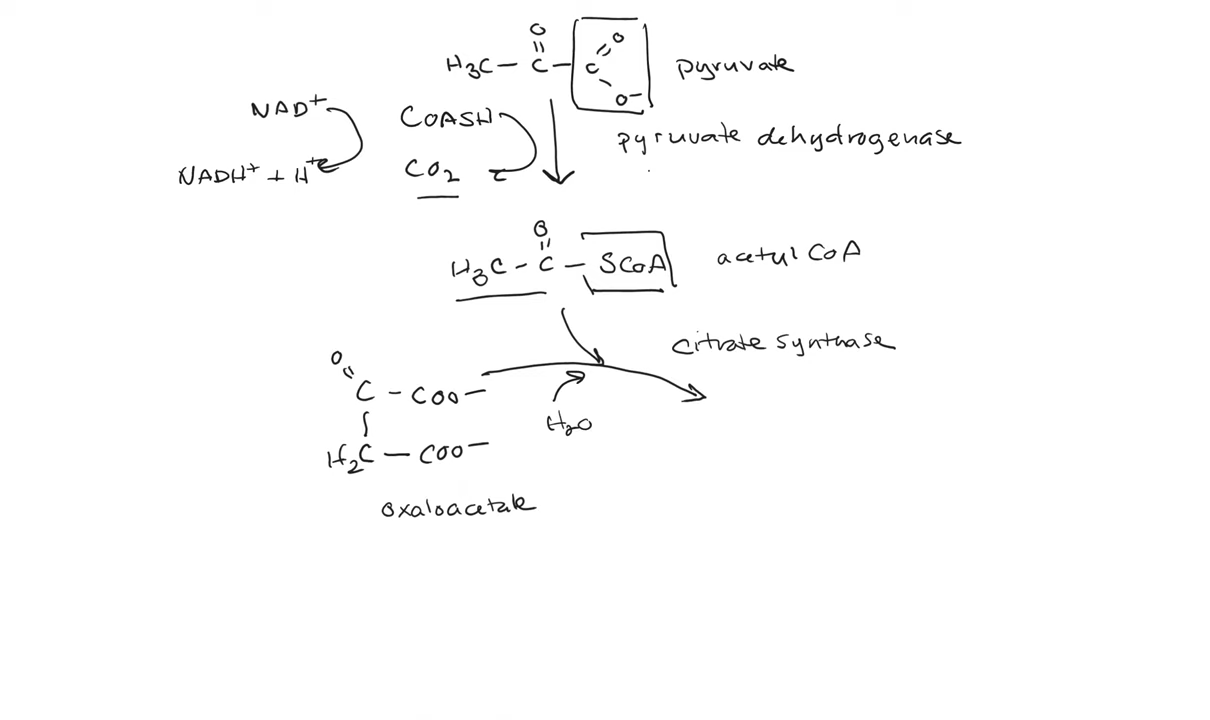 O
H3C - C - C O O- pyruvate
NAD+ COASH
pyruvate dehydrogenase
NADH+ + H+ CO2
O
H3C - C - SCoA acetyl CoA
citrate synthase
O
C - COO-
H2O
H2C - COO-
oxaloacetate